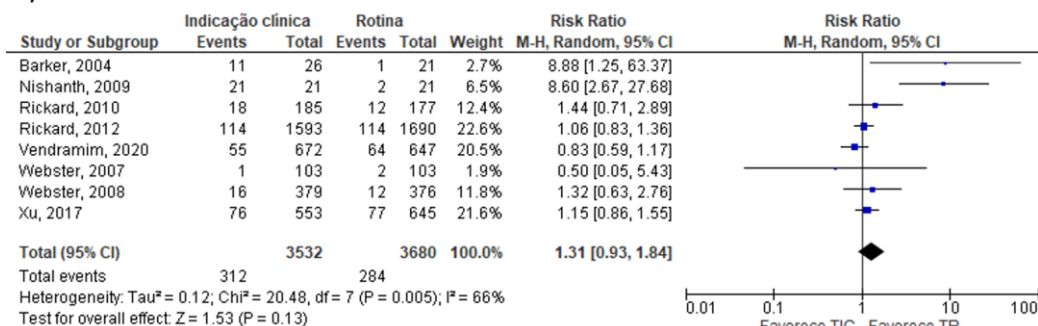 Indicação clínica Rotina Risk Ratio Risk Ratio
Study or Subgroup Events Total Events Total Weight M-H, Random, 95% CI M-H, Random, 95% CI
Barker, 2004 11 26 1 21 2.7% 8.88 [1.25, 63.37]
Nishanth, 2009 21 21 2 21 6.5% 8.60 [2.67, 27.68]
Rickard, 2010 18 185 12 177 12.4% 1.44 [0.71, 2.89]
Rickard, 2012 114 1593 114 1690 22.6% 1.06 [0.83, 1.36]
Vendramim, 2020 55 672 64 647 20.5% 0.83 [0.59, 1.17]
Webster, 2007 1 103 2 103 1.9% 0.50 [0.05, 5.43]
Webster, 2008 16 379 12 376 11.8% 1.32 [0.63, 2.76]
Xu, 2017 76 553 77 645 21.6% 1.15 [0.86, 1.55]
Total (95% CI) 3532 3680 100.0% 1.31 [0.93, 1.84]
Total events 312 284
Heterogeneity: Tau² = 0.12; Chi² = 20.48, df = 7 (P = 0.005); I² = 66%
Test for overall effect: Z = 1.53 (P = 0.13)
0.01 0.1 1 10 100
Favorece TIC Favorece TR